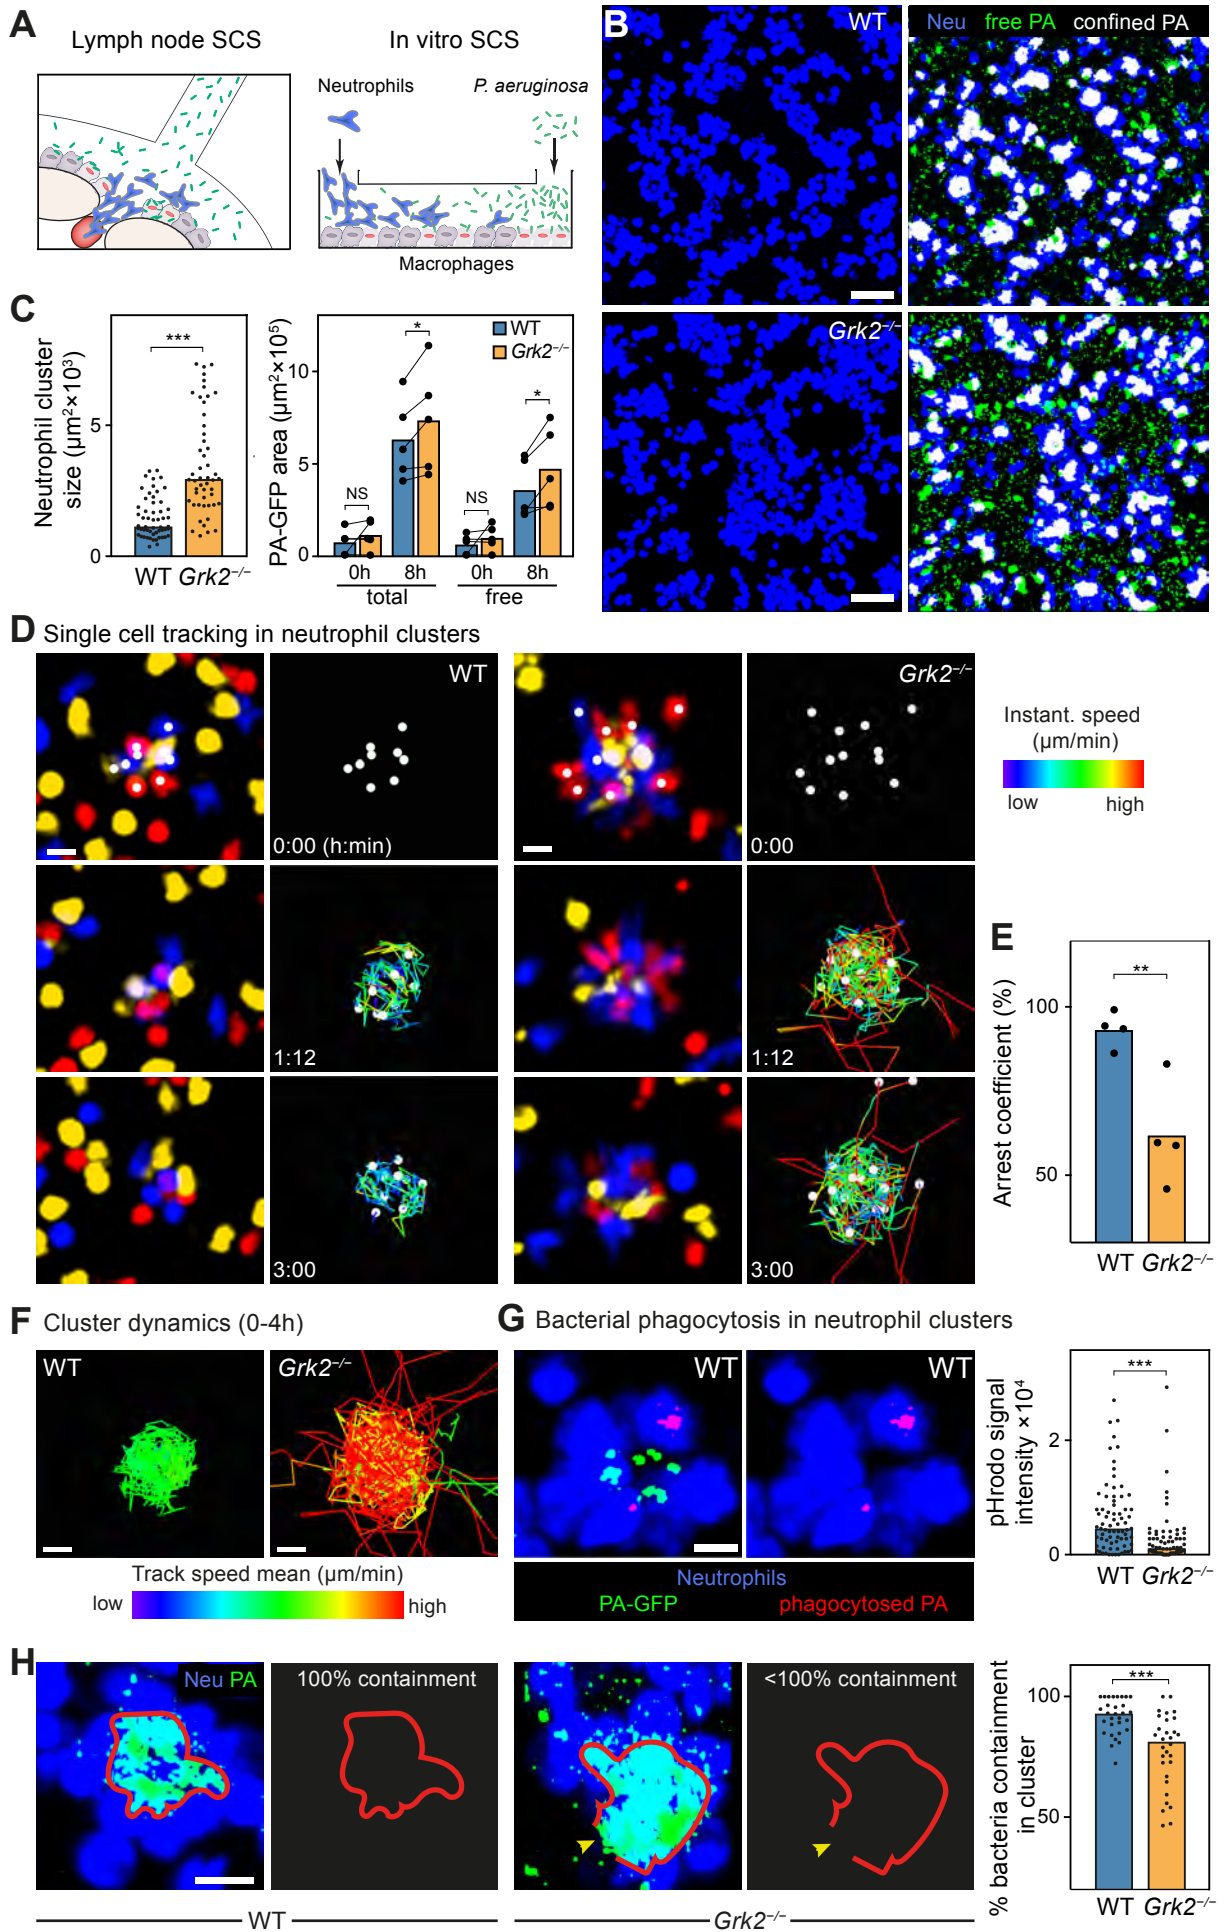 A
Lymph node SCS
In vitro SCS
Neutrophils
P. aeruginosa
Macrophages
B
WT
Neu free PA confined PA
Grk2–/–
C
Neutrophil cluster
size (µm²×10³)
***
5
0
WT Grk2–/–
PA-GFP area (µm²×10⁵)
WT
Grk2–/–
*
*
NS
NS
10
5
0
0h 8h 0h 8h
total free
D Single cell tracking in neutrophil clusters
WT
Grk2–/–
0:00 (h:min)
0:00
1:12
1:12
3:00
3:00
Instant. speed
(µm/min)
low high
E
Arrest coefficient (%)
**
100
50
WT Grk2–/–
F Cluster dynamics (0-4h)
WT
Grk2–/–
Track speed mean (µm/min)
low high
G Bacterial phagocytosis in neutrophil clusters
WT
WT
Neutrophils
PA-GFP phagocytosed PA
pHrodo signal
intensity ×10⁴
***
2
0
WT Grk2–/–
H
Neu PA
100% containment
<100% containment
WT
Grk2–/–
% bacteria containment
in cluster
***
100
50
WT Grk2–/–